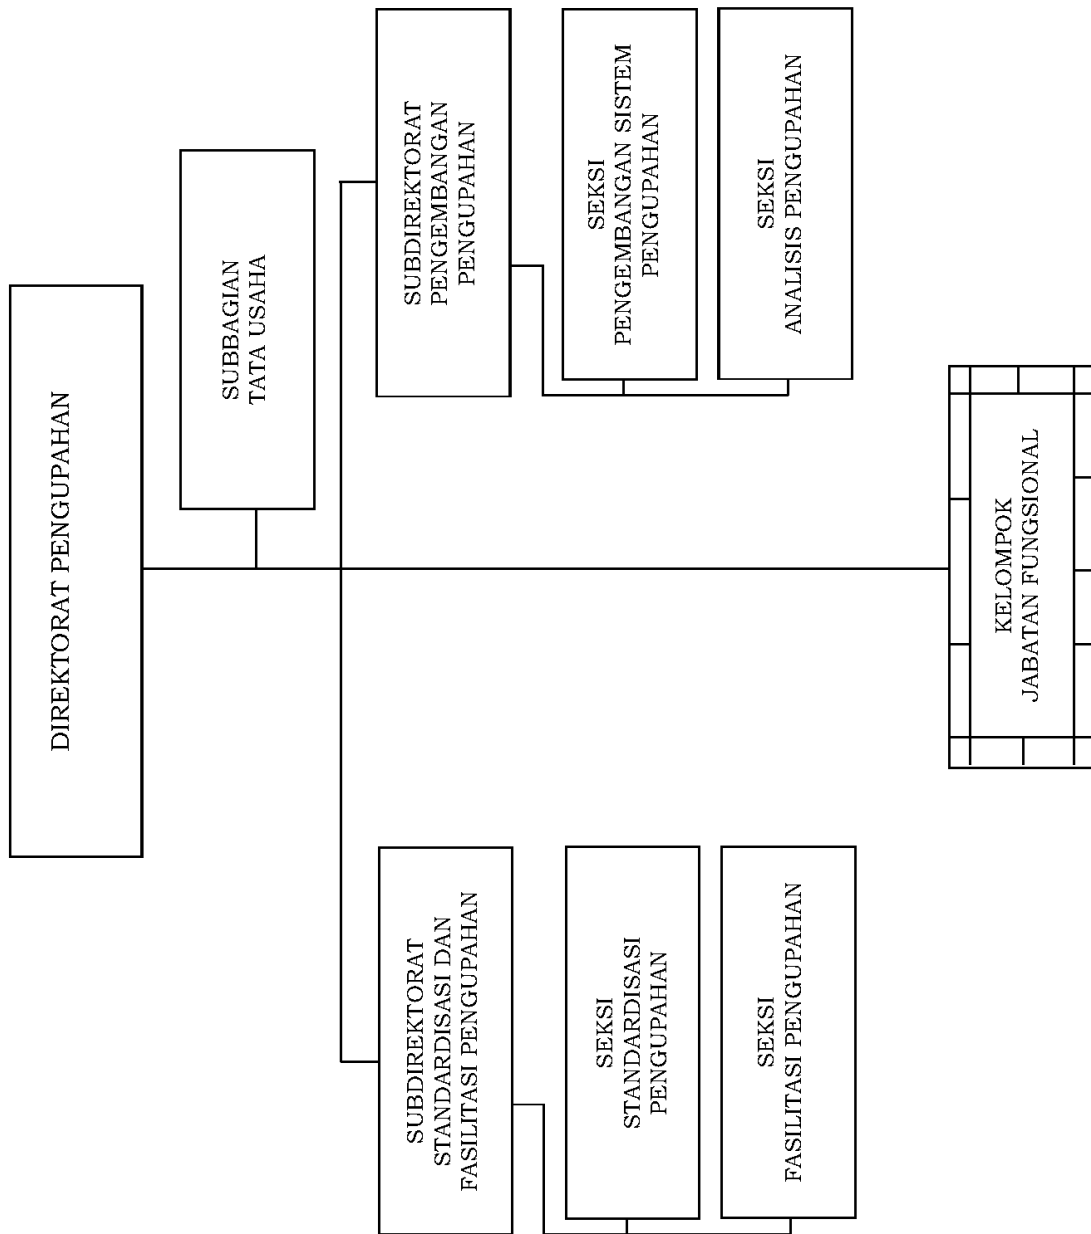 DIREKTORAT PENGUPAHAN
SUBBAGIAN
TATA USAHA
SUBDIREKTORAT
STANDARDISASI DAN
FASILITASI PENGUPAHAN
SUBDIREKTORAT
PENGEMBANGAN
PENGUPAHAN
SEKSI
STANDARDISASI
PENGUPAHAN
SEKSI
PENGEMBANGAN SISTEM
PENGUPAHAN
SEKSI
FASILITASI PENGUPAHAN
SEKSI
ANALISIS PENGUPAHAN
KELOMPOK
JABATAN FUNGSIONAL